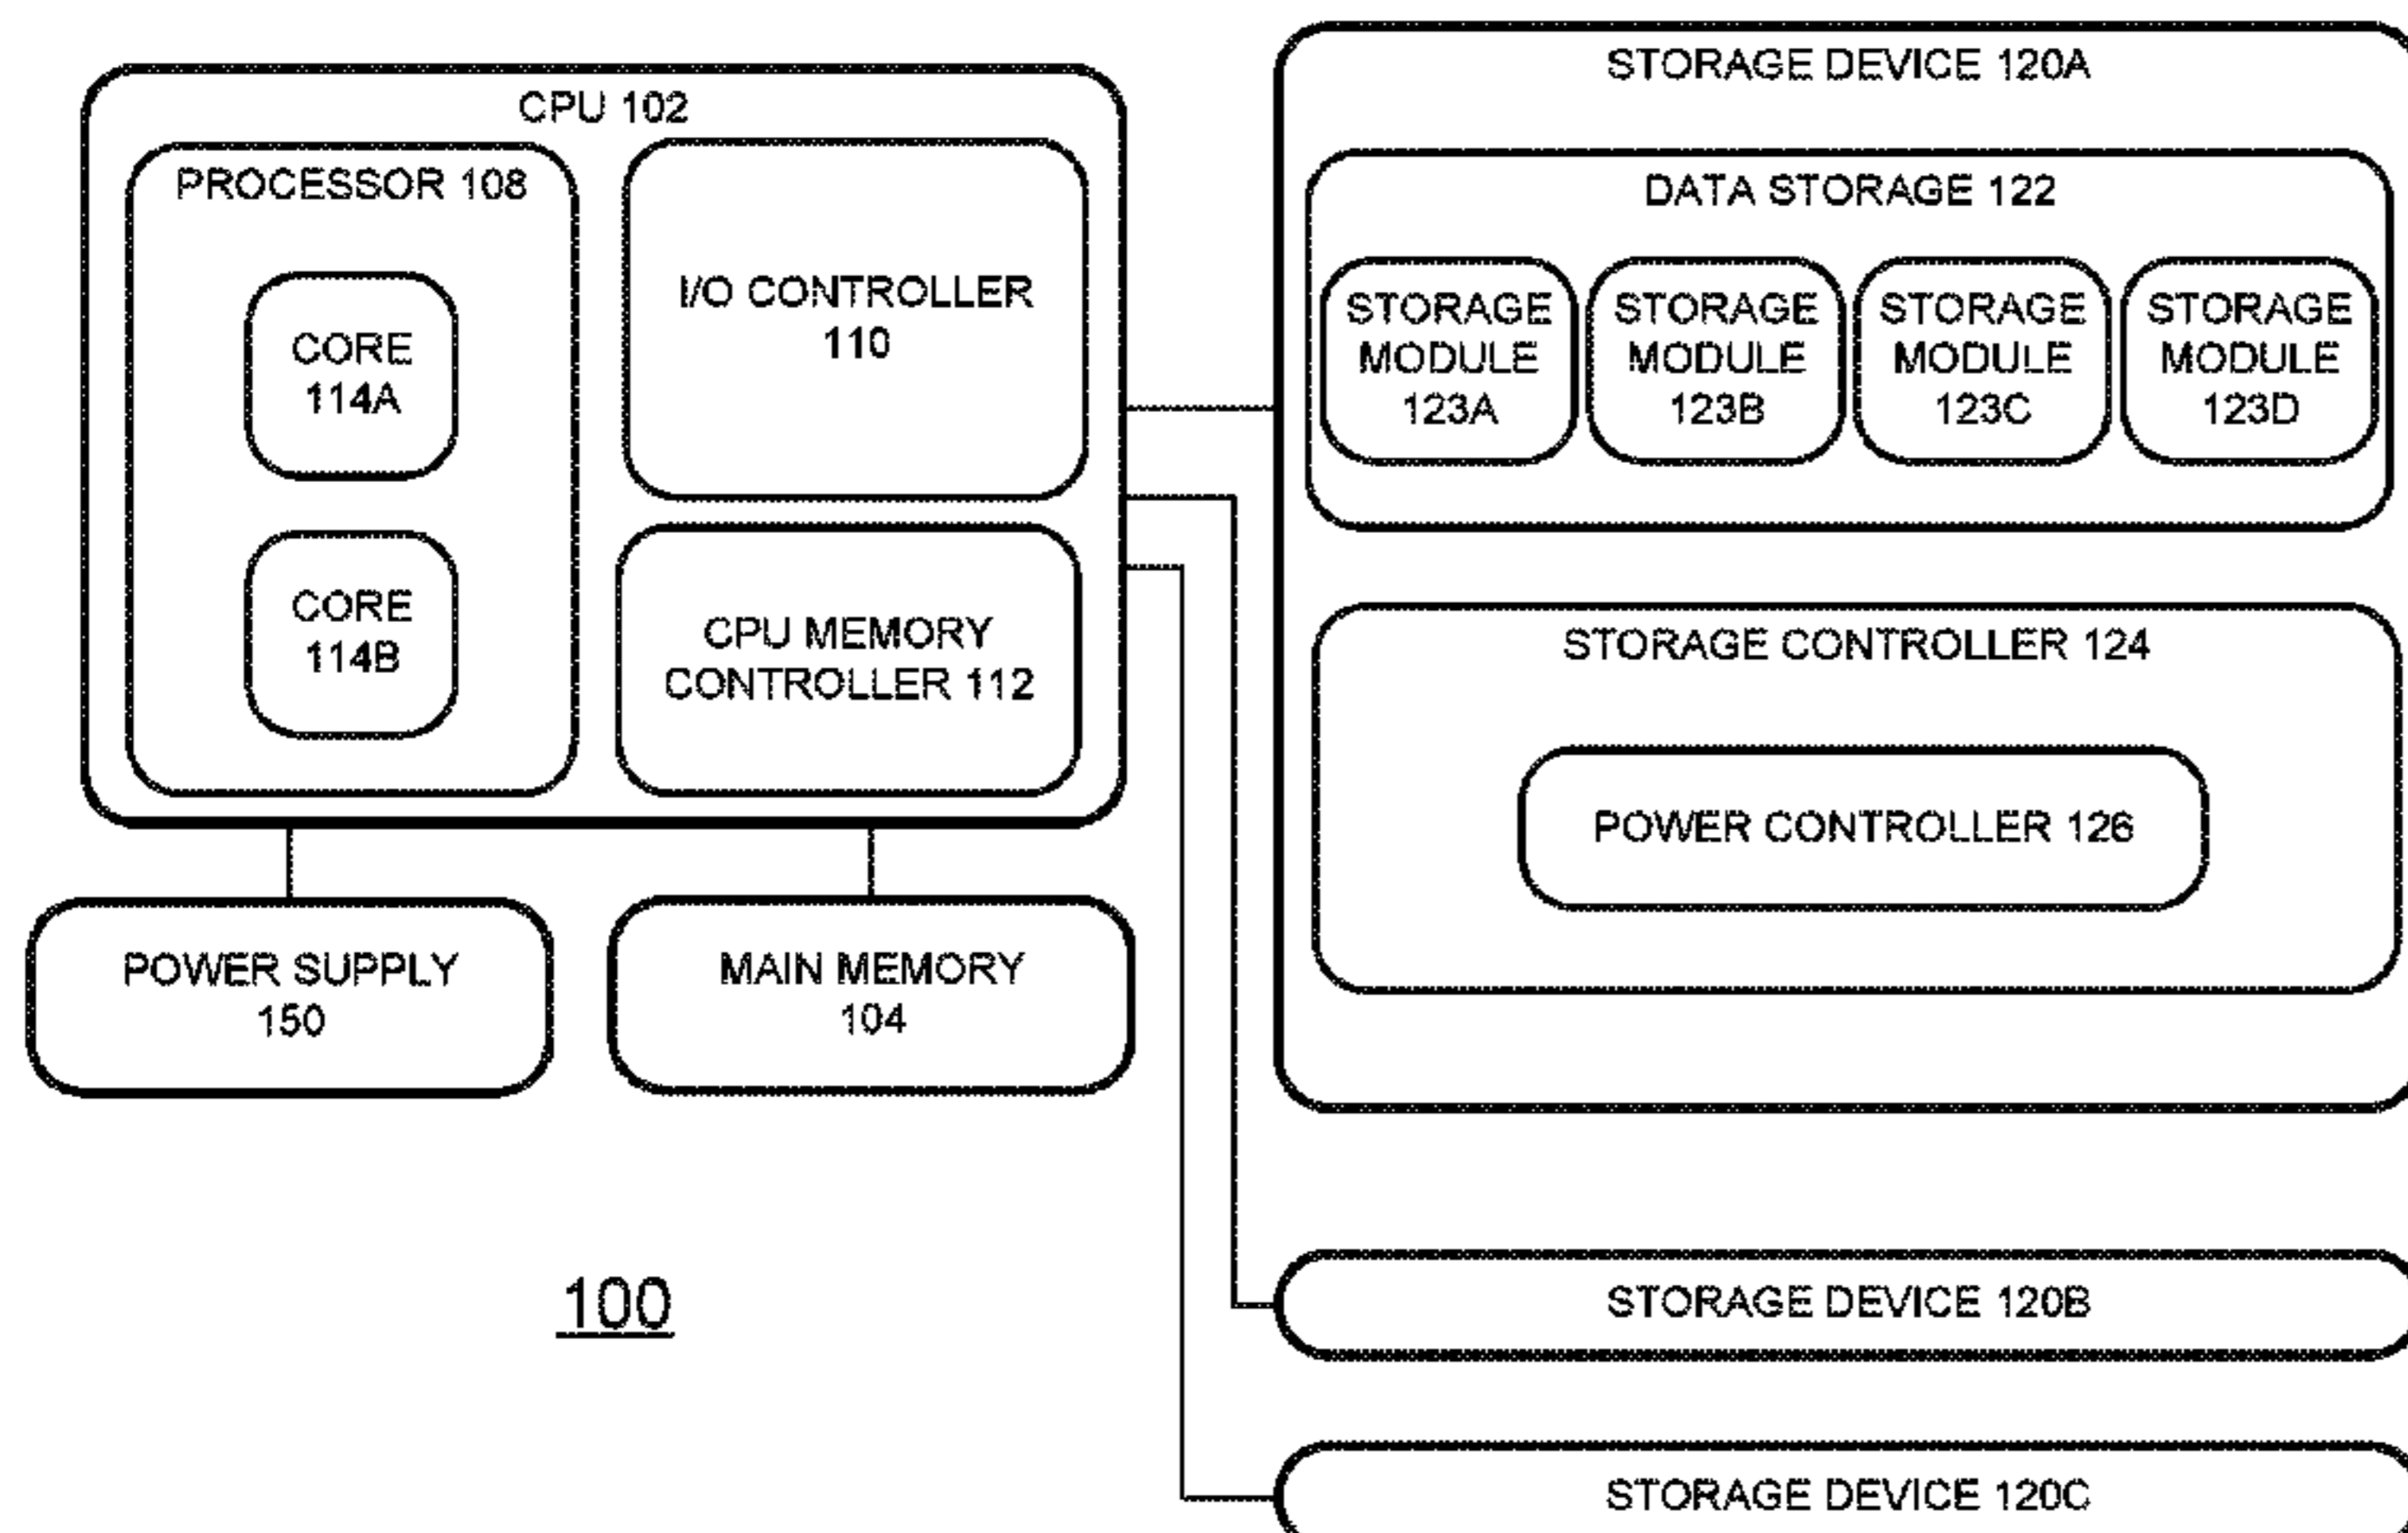 CPU 102
PROCESSOR 108
CORE
114A
CORE
114B
I/O CONTROLLER
110
CPU MEMORY
CONTROLLER 112
POWER SUPPLY
150
MAIN MEMORY
104
100
STORAGE DEVICE 120A
DATA STORAGE 122
STORAGE
MODULE
123A
STORAGE
MODULE
123B
STORAGE
MODULE
123C
STORAGE
MODULE
123D
STORAGE CONTROLLER 124
POWER CONTROLLER 126
STORAGE DEVICE 120B
STORAGE DEVICE 120C